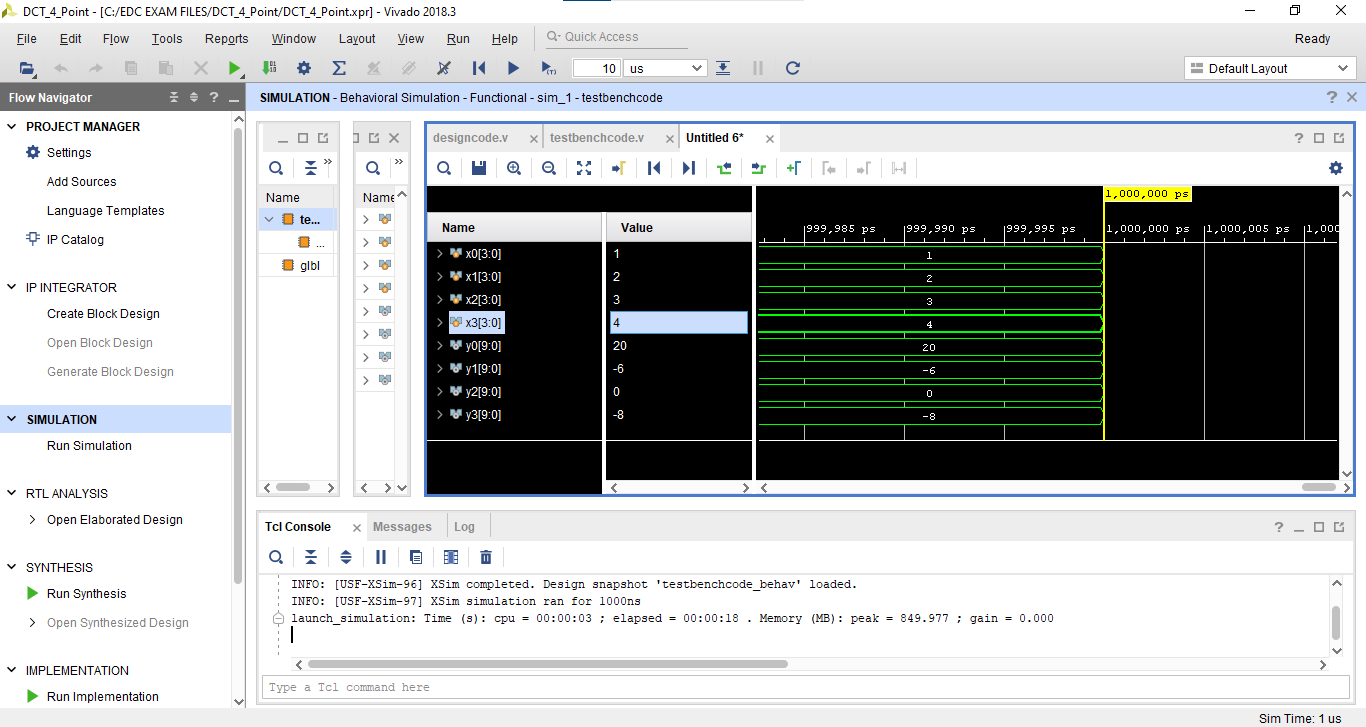 DCT_4_Point - [C:/EDC EXAM FILES/DCT_4_Point/DCT_4_Point.xpr] - Vivado 2018.3
File Edit Flow Tools Reports Window Layout View Run Help Quick Access Ready
10 us Default Layout
Flow Navigator
PROJECT MANAGER
Settings
Add Sources
Language Templates
IP Catalog
IP INTEGRATOR
Create Block Design
Open Block Design
Generate Block Design
SIMULATION
Run Simulation
RTL ANALYSIS
Open Elaborated Design
SYNTHESIS
Run Synthesis
Open Synthesized Design
IMPLEMENTATION
Run Implementation
SIMULATION - Behavioral Simulation - Functional - sim_1 - testbenchcode
Name
te...
...
glbl
Name
designcode.v testbenchcode.v Untitled 6*
1,000,000 ps
Name Value 999,985 ps 999,990 ps 999,995 ps 1,000,000 ps 1,000,005 ps 1,000
x0[3:0] 1 1
x1[3:0] 2 2
x2[3:0] 3 3
x3[3:0] 4 4
y0[9:0] 20 20
y1[9:0] -6 -6
y2[9:0] 0 0
y3[9:0] -8 -8
Tcl Console Messages Log
INFO: [USF-XSim-96] XSim completed. Design snapshot 'testbenchcode_behav' loaded.
INFO: [USF-XSim-97] XSim simulation ran for 1000ns
launch_simulation: Time (s): cpu = 00:00:03 ; elapsed = 00:00:18 . Memory (MB): peak = 849.977 ; gain = 0.000
Type a Tcl command here
Sim Time: 1 us